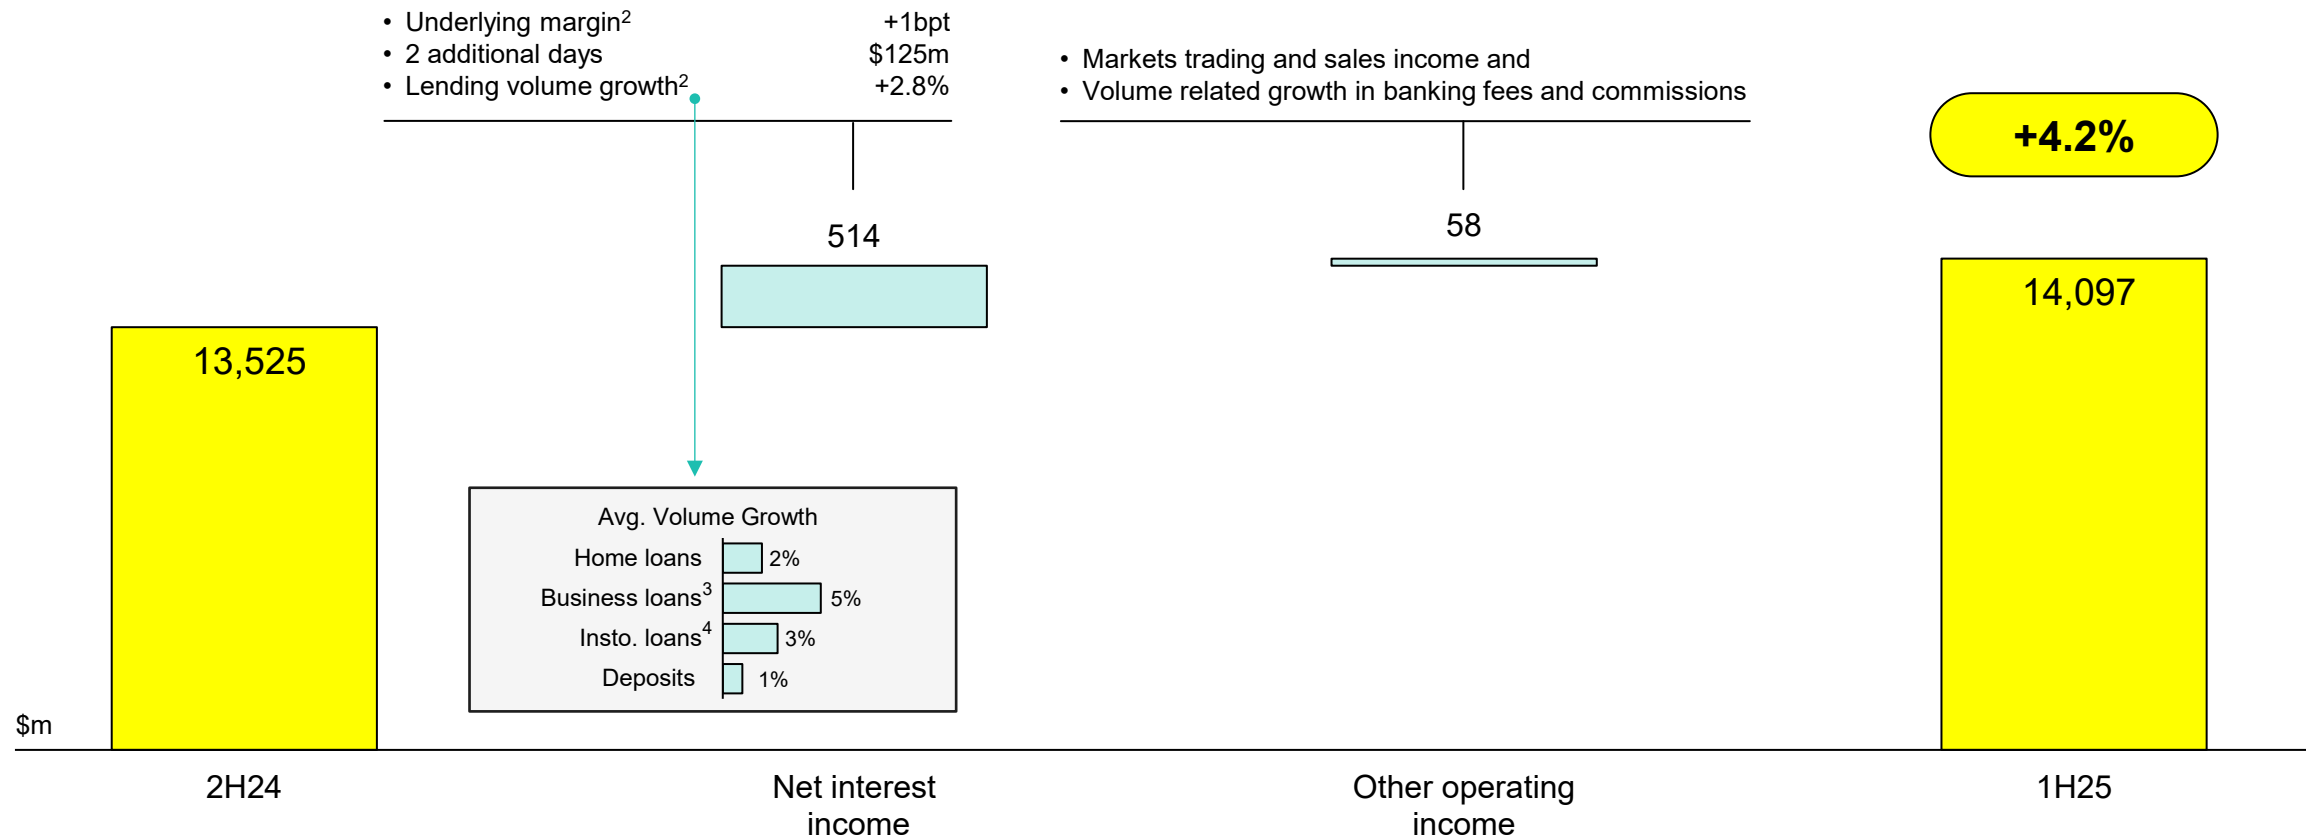 • Underlying margin2 +1bpt
• 2 additional days $125m
• Lending volume growth2 +2.8%
• Markets trading and sales income and
• Volume related growth in banking fees and commissions
+4.2%
514
58
14,097
13,525
Avg. Volume Growth
Home loans 2%
Business loans3 5%
Insto. loans4 3%
Deposits 1%
$m
2H24
Net interest
income
Other operating
income
1H25